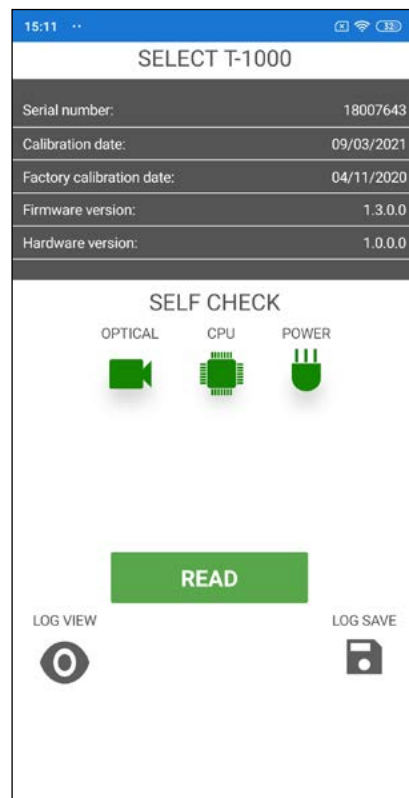 15:11 ·· 32
SELECT T-1000
Serial number: 18007643
Calibration date: 09/03/2021
Factory calibration date: 04/11/2020
Firmware version: 1.3.0.0
Hardware version: 1.0.0.0
SELF CHECK
OPTICAL CPU POWER
READ
LOG VIEW LOG SAVE